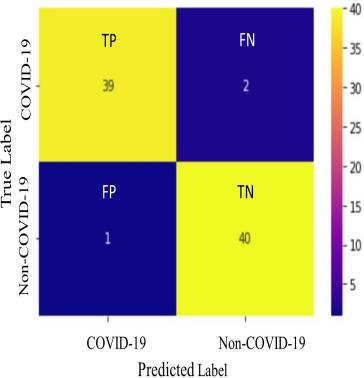 TP FN
39 2
FP TN
1 40
COVID-19
Non-COVID-19
True Label
COVID-19 Non-COVID-19
Predicted Label
40
35
30
25
20
15
10
5